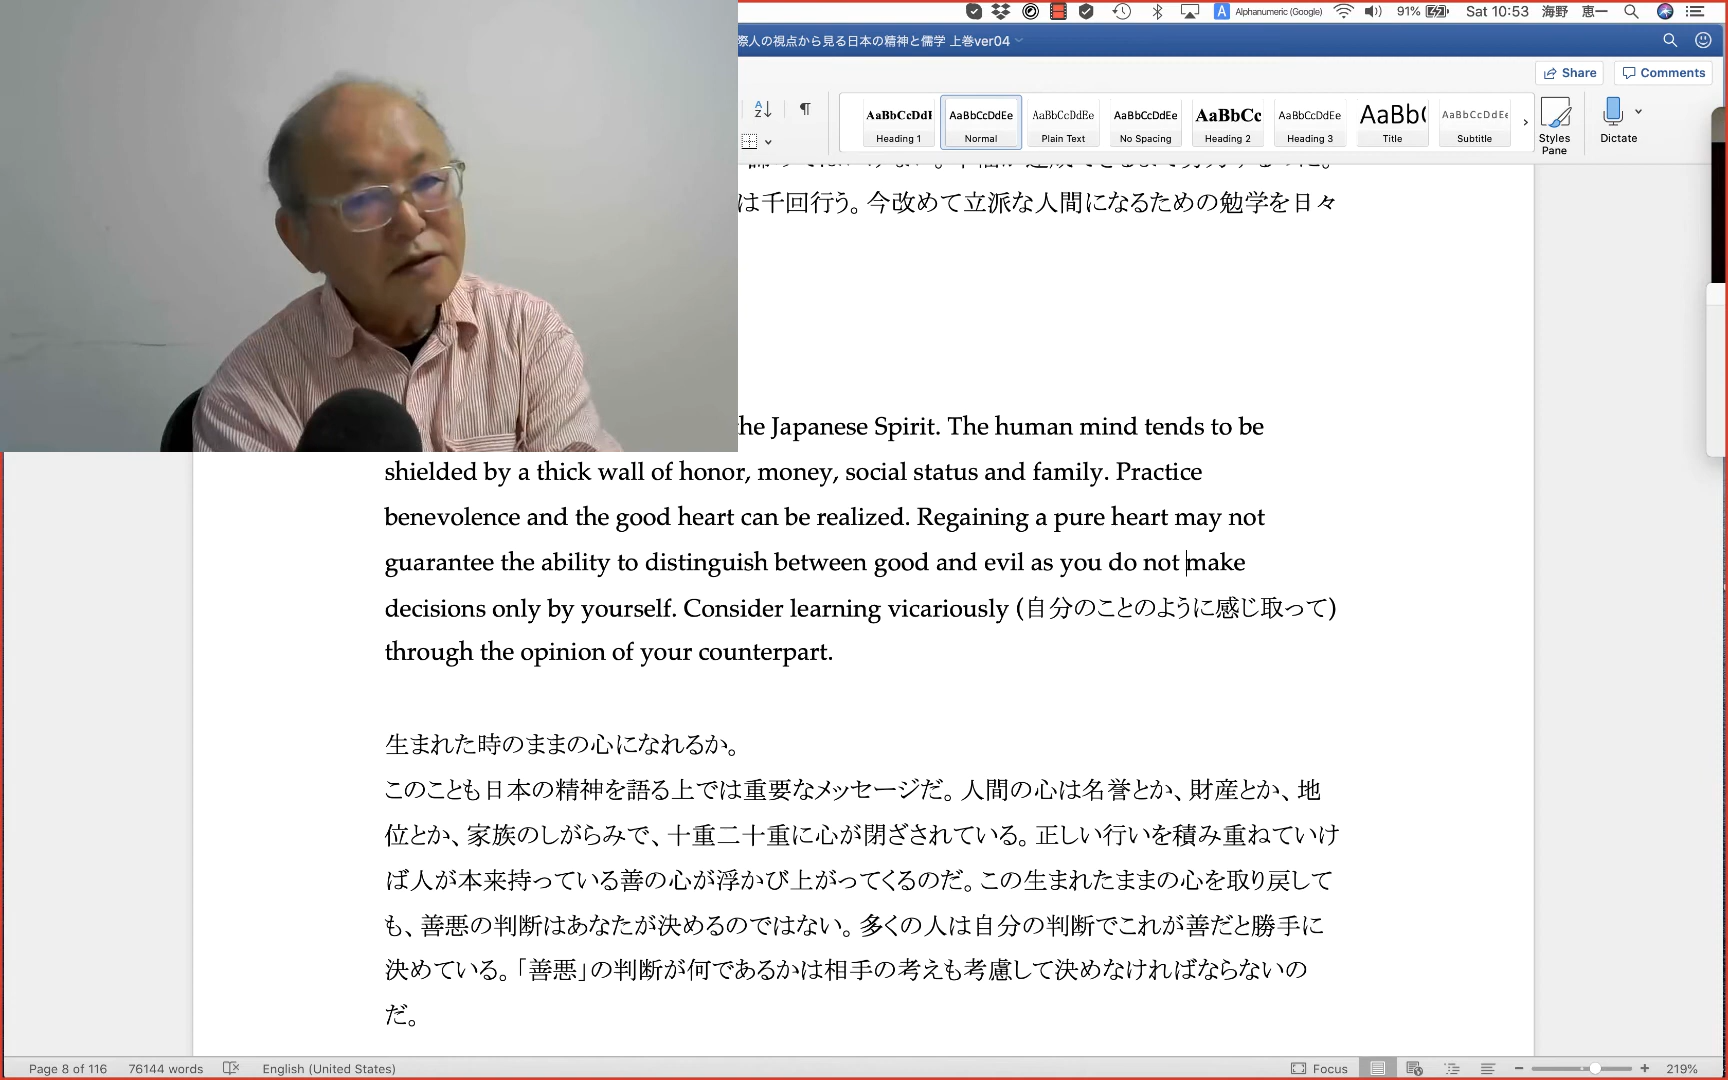 Alphanumeric (Google) 91% Sat 10:53 海野 恵一
際人の視点から見る日本の精神と儒学 上巻ver04
Share Comments
AaBbCcDdE AaBbCcDdEe AaBbCcDdEe AaBbCcDdEe AaBbCc AaBbCcDdEe AaBb( AaBbCcDdEe
Heading 1 Normal Plain Text No Spacing Heading 2 Heading 3 Title Subtitle Styles Pane Dictate
は千回行う。今改めて立派な人間になるための勉学を日々
the Japanese Spirit. The human mind tends to be
shielded by a thick wall of honor, money, social status and family. Practice
benevolence and the good heart can be realized. Regaining a pure heart may not
guarantee the ability to distinguish between good and evil as you do not make
decisions only by yourself. Consider learning vicariously (自分のことのように感じ取って)
through the opinion of your counterpart.
生まれた時のままの心になれるか。
このことも日本の精神を語る上では重要なメッセージだ。人間の心は名誉とか、財産とか、地
位とか、家族のしがらみで、十重二十重に心が閉ざされている。正しい行いを積み重ねていけ
ば人が本来持っている善の心が浮かび上がってくるのだ。この生まれたままの心を取り戻して
も、善悪の判断はあなたが決めるのではない。多くの人は自分の判断でこれが善だと勝手に
決めている。「善悪」の判断が何であるかは相手の考えも考慮して決めなければならないの
だ。
Page 8 of 116 76144 words English (United States) Focus 219%